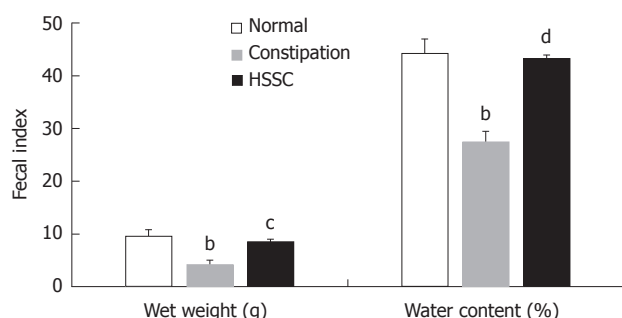 50
40
30
20
10
0
Fecal index
Normal
Constipation
HSSC
b
c
b
d
Wet weight (g)
Water content (%)